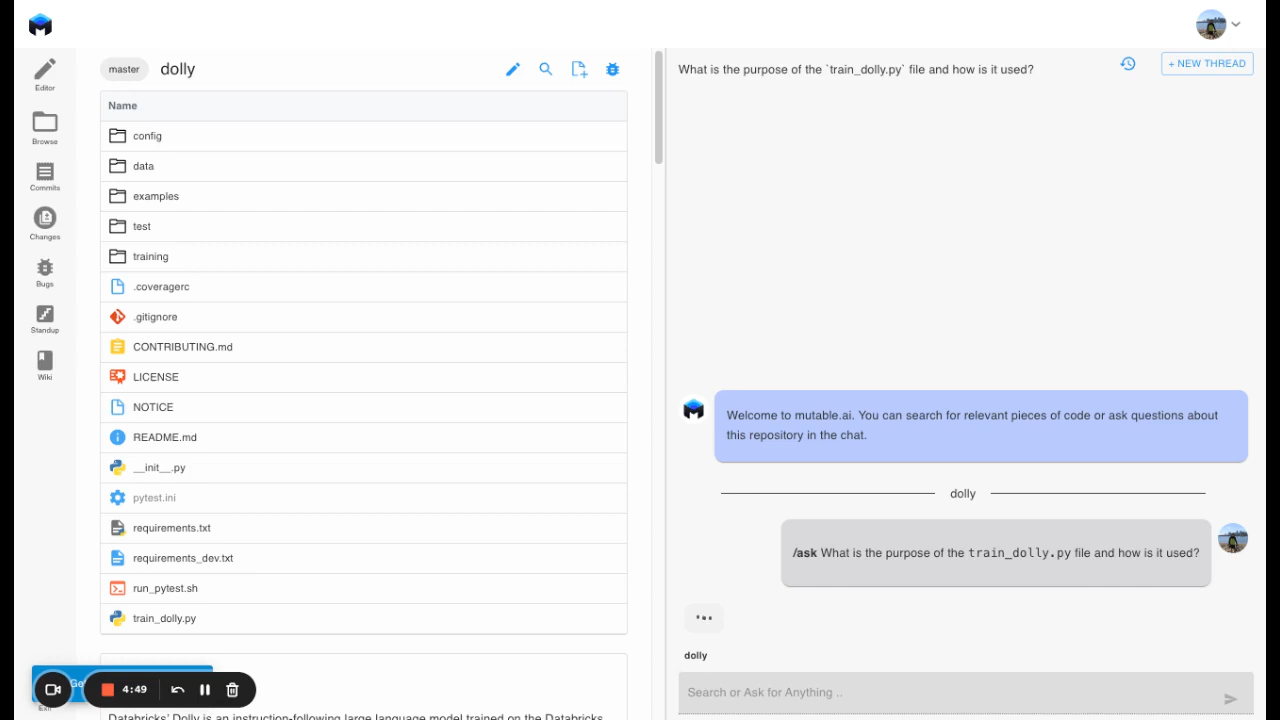 Editor
Browse
Commits
Changes
Bugs
Standup
Wiki
master
dolly
Name
config
data
examples
test
training
.coveragerc
.gitignore
CONTRIBUTING.md
LICENSE
NOTICE
README.md
__init__.py
pytest.ini
requirements.txt
requirements_dev.txt
run_pytest.sh
train_dolly.py
Databricks' Dolly is an instruction-following large language model trained on the Databricks
Ge
4:49
Exit
What is the purpose of the `train_dolly.py` file and how is it used?
+ NEW THREAD
Welcome to mutable.ai. You can search for relevant pieces of code or ask questions about
this repository in the chat.
dolly
/ask What is the purpose of the train_dolly.py file and how is it used?
dolly
Search or Ask for Anything ..